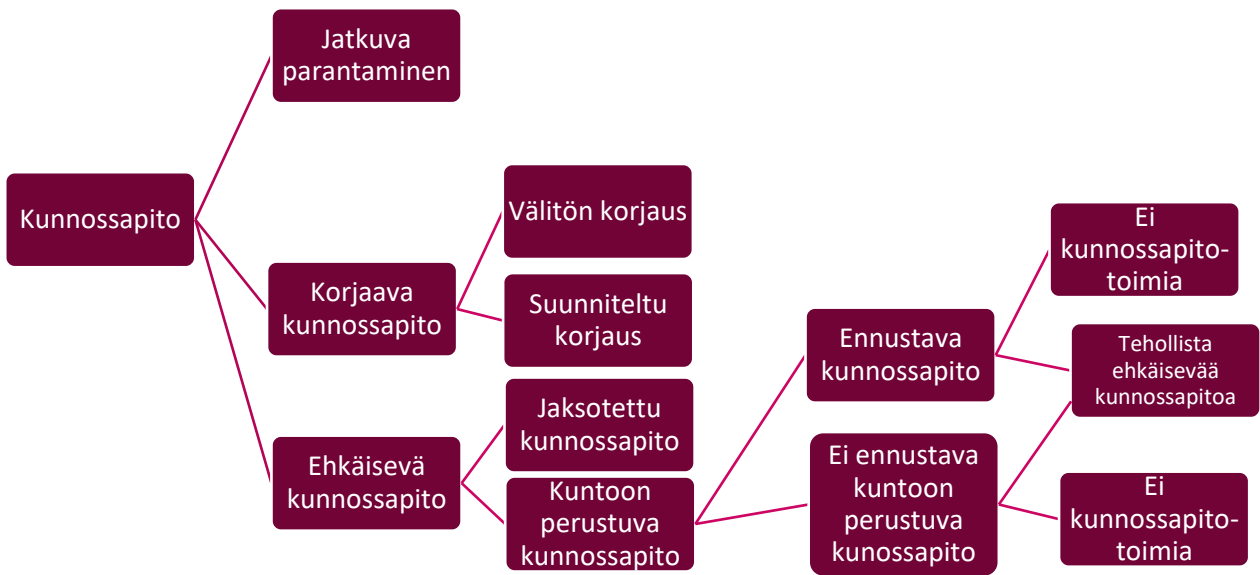 Jatkuva
parantaminen
Kunnossapito
Korjaava
kunnossapito
Ehkäisevä
kunnossapito
Välitön korjaus
Suunniteltu
korjaus
Jaksotettu
kunnossapito
Kuntoon
perustuva
kunnossapito
Ennustava
kunnossapito
Ei ennustava
kuntoon
perustuva
kunossapito
Ei
kunnossapito-
toimia
Tehollista
ehkäisevää
kunnossapitoa
Ei
kunnossapito-
toimia